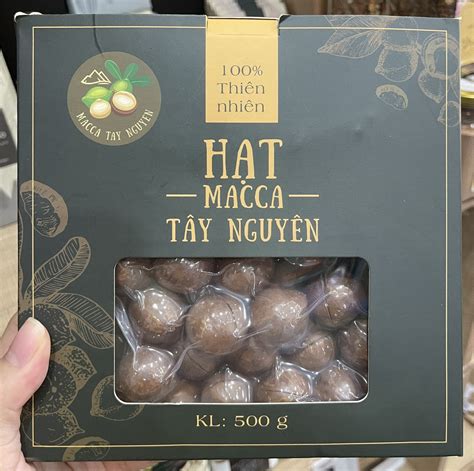 MACCA TAY NGUYEN
100%
Thiên
nhiên
HẠT
MACCA
TÂY NGUYÊN
KL: 500 g